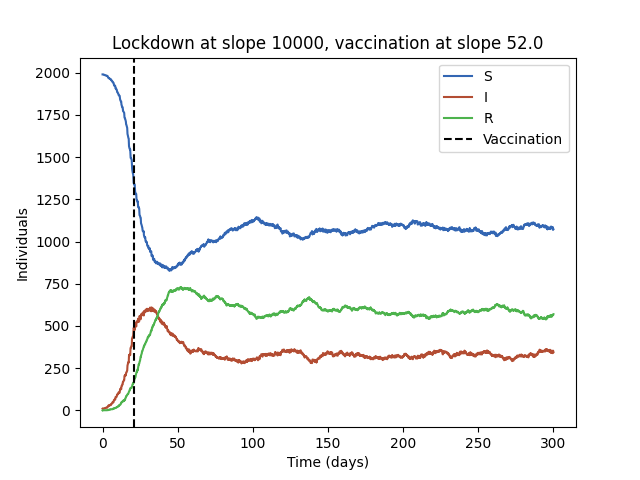 Lockdown at slope 10000, vaccination at slope 52.0
2000
1750
1500
1250
1000
750
500
250
0
Individuals
S
I
R
Vaccination
0 50 100 150 200 250 300
Time (days)